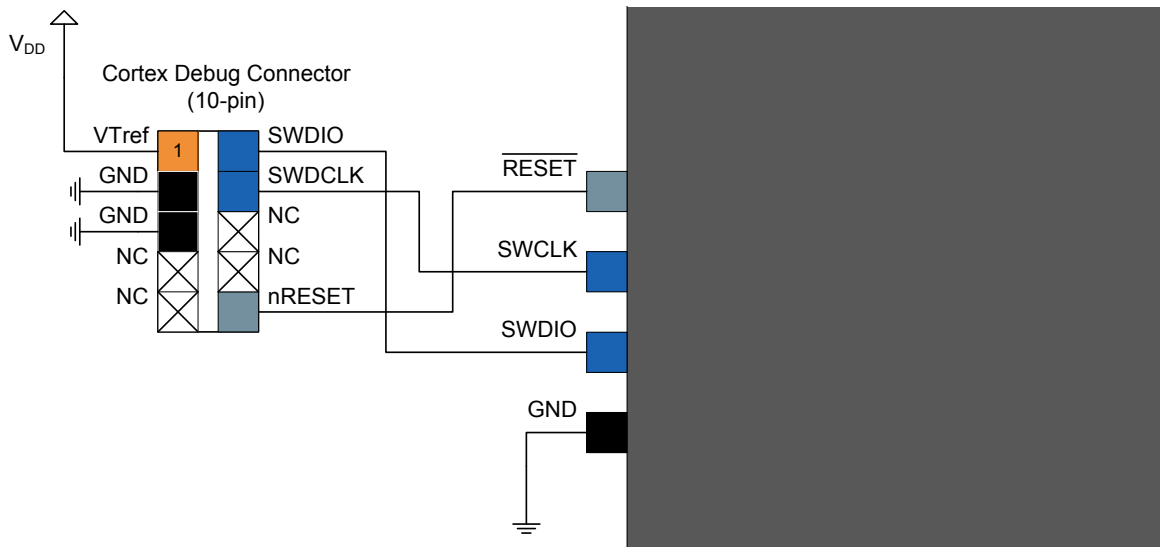 VDD
Cortex Debug Connector
(10-pin)
VTref
1
SWDIO
GND
SWDCLK
GND
NC
NC
NC
NC
nRESET
RESET
SWCLK
SWDIO
GND